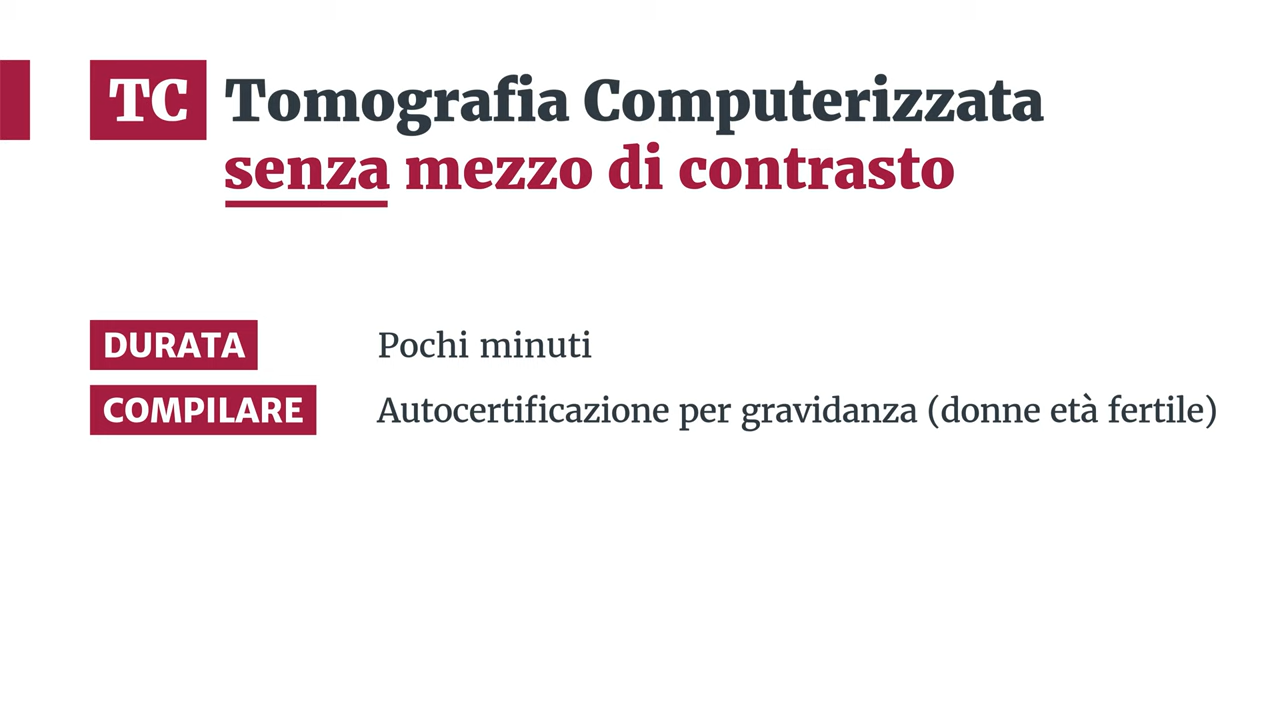 TC Tomografia Computerizzata
senza mezzo di contrasto
DURATA Pochi minuti
COMPILARE Autocertificazione per gravidanza (donne età fertile)